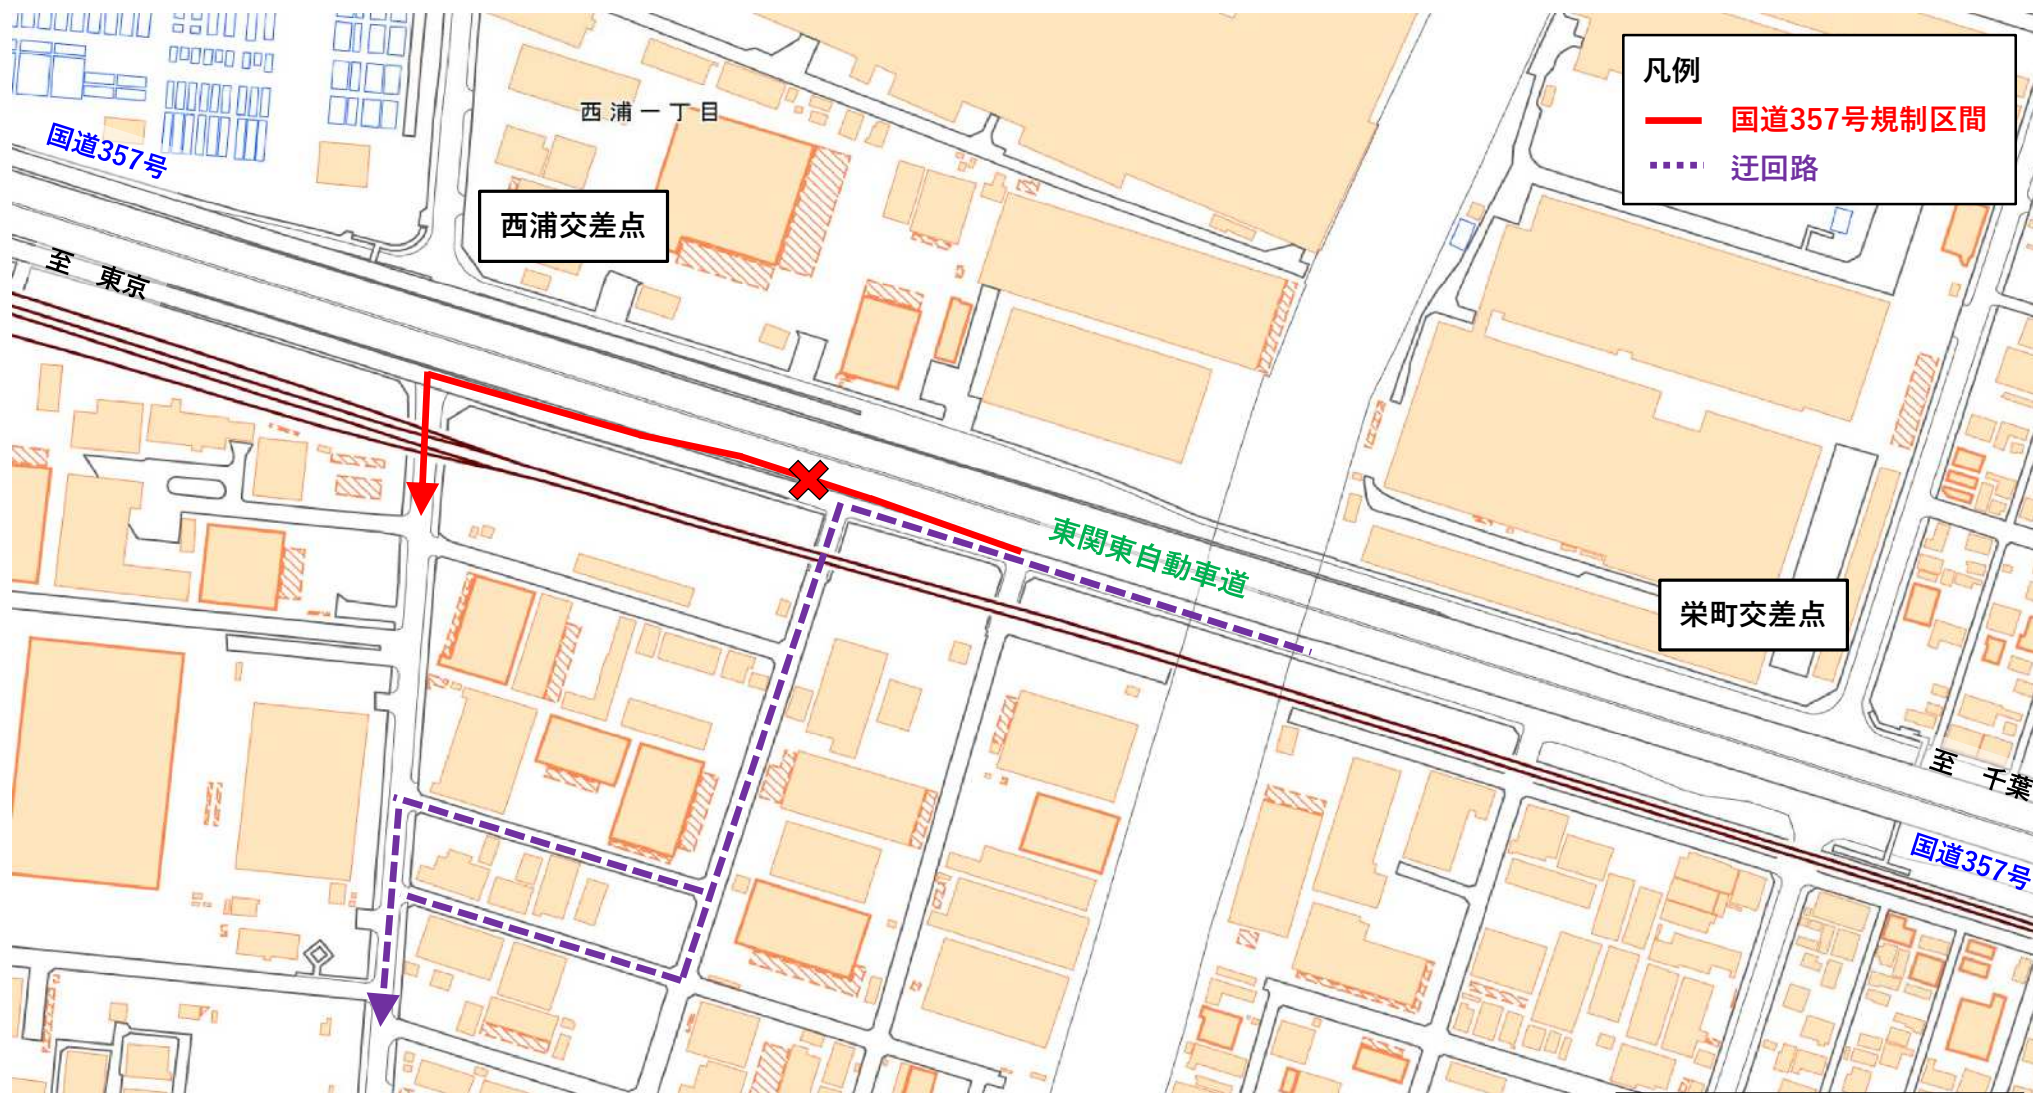 凡例
国道357号規制区間
迂回路
西浦一丁目
国道357号
西浦交差点
至　東京
東関東自動車道
栄町交差点
至　千葉
国道357号